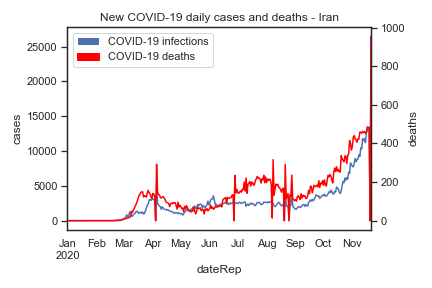 New COVID-19 daily cases and deaths - Iran
COVID-19 infections
COVID-19 deaths
25000
20000
15000
10000
5000
0
cases
1000
800
600
400
200
0
deaths
Jan Feb Mar Apr May Jun Jul Aug Sep Oct Nov
2020
dateRep